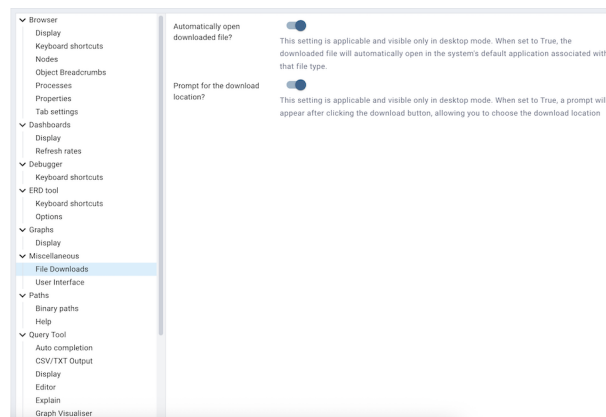 Browser
Display
Keyboard shortcuts
Nodes
Object Breadcrumbs
Processes
Properties
Tab settings
Dashboards
Display
Refresh rates
Debugger
Keyboard shortcuts
ERD tool
Keyboard shortcuts
Options
Graphs
Display
Miscellaneous
File Downloads
User Interface
Paths
Binary paths
Help
Query Tool
Auto completion
CSV/TXT Output
Display
Editor
Explain
Graph Visualiser
Automatically open
downloaded file?
This setting is applicable and visible only in desktop mode. When set to True, the
downloaded file will automatically open in the system's default application associated with
that file type.
Prompt for the download
location?
This setting is applicable and visible only in desktop mode. When set to True, a prompt will
appear after clicking the download button, allowing you to choose the download location